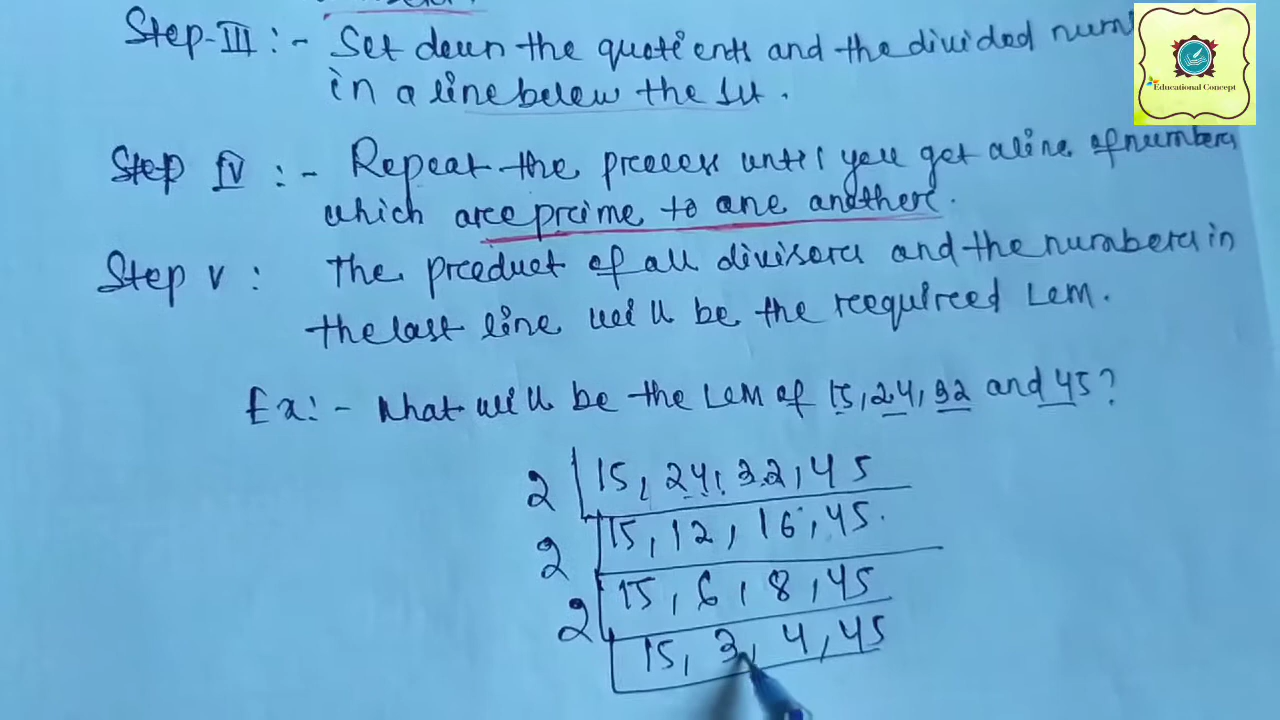 Step-III :- Set down the quotients and the divided num
in a line below the 1st.
Educational Concept
Step IV :- Repeat the process until you get a line of numbers
which are prime to one another.
Step V : The product of all divisors and the numbers in
the last line will be the required Lcm.
Ex:- What will be the Lcm of 15, 24, 32 and 45?
2 | 15, 24, 32, 45
2 | 15, 12, 16, 45.
2 | 15, 6, 8, 45
15, 3, 4, 45